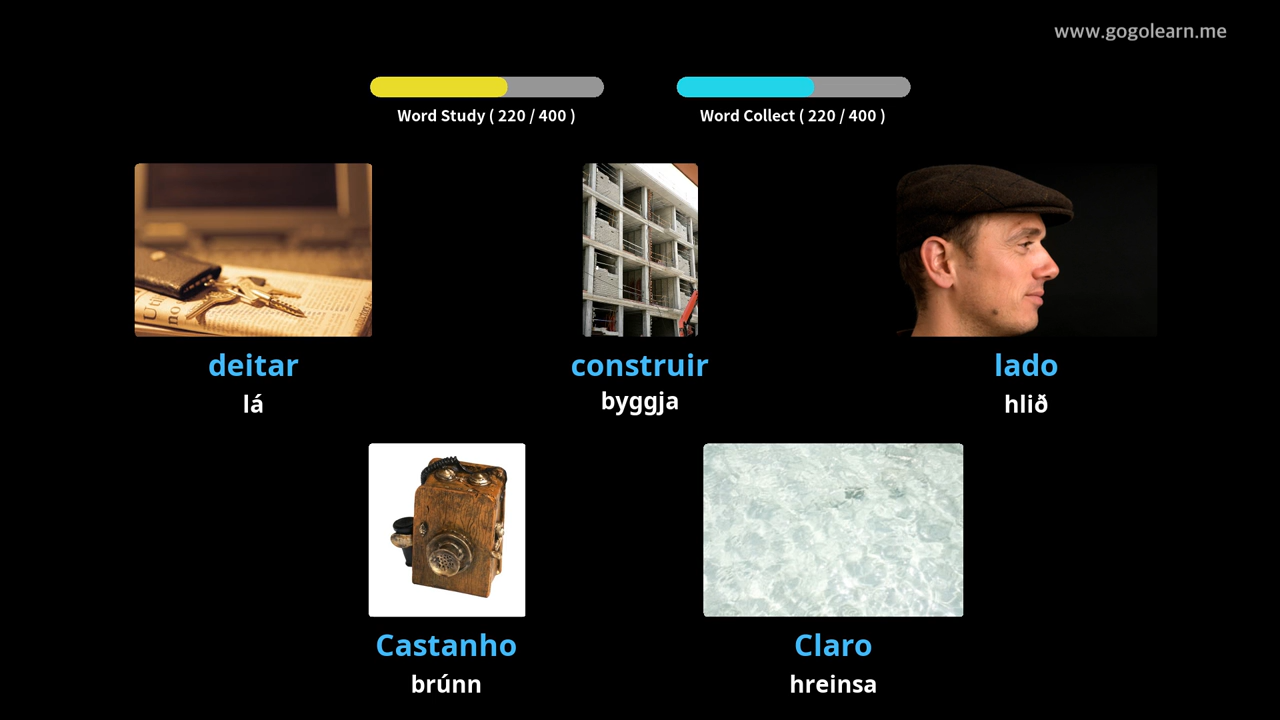 www.gogolearn.me
Word Study ( 220 / 400 )
Word Collect ( 220 / 400 )
deitar
lá
construir
byggja
lado
hlið
Castanho
brúnn
Claro
hreinsa